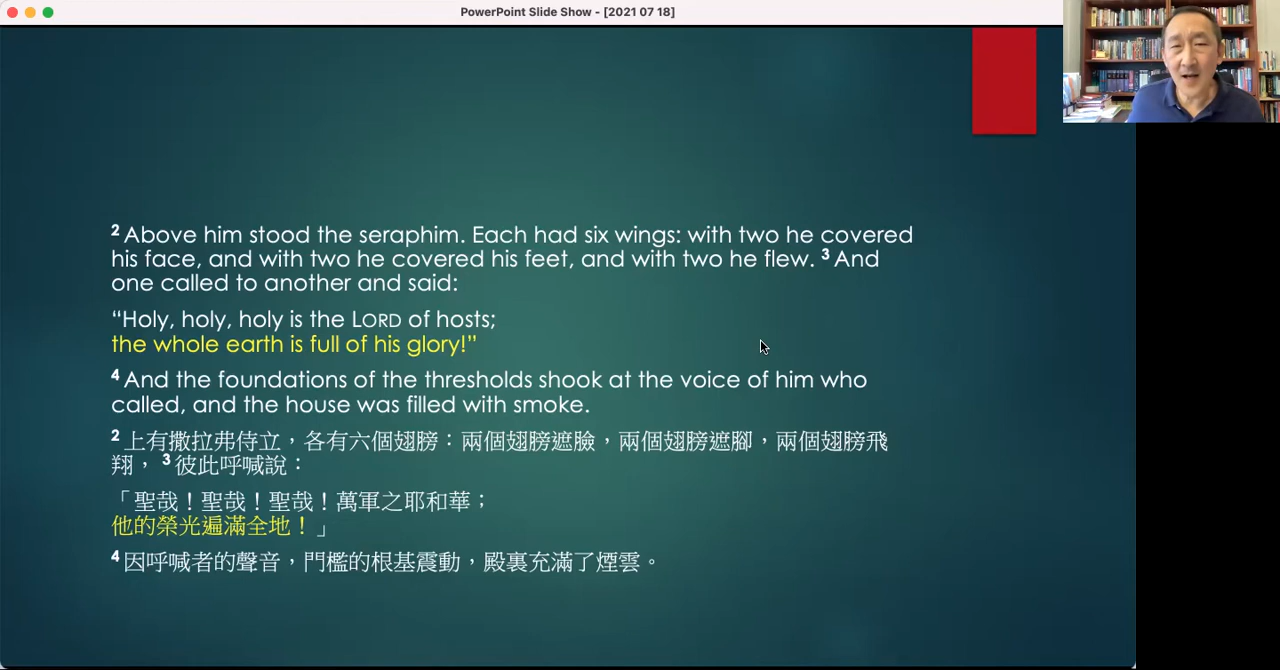 PowerPoint Slide Show - [2021 07 18]
2 Above him stood the seraphim. Each had six wings: with two he covered
his face, and with two he covered his feet, and with two he flew. 3 And
one called to another and said:
“Holy, holy, holy is the LORD of hosts;
the whole earth is full of his glory!”
4 And the foundations of the thresholds shook at the voice of him who
called, and the house was filled with smoke.
2 上有撒拉弗侍立，各有六個翅膀：兩個翅膀遮臉，兩個翅膀遮腳，兩個翅膀飛
翔，3 彼此呼喊說：
「聖哉！聖哉！聖哉！萬軍之耶和華；
他的榮光遍滿全地！」
4 因呼喊者的聲音，門檻的根基震動，殿裏充滿了煙雲。